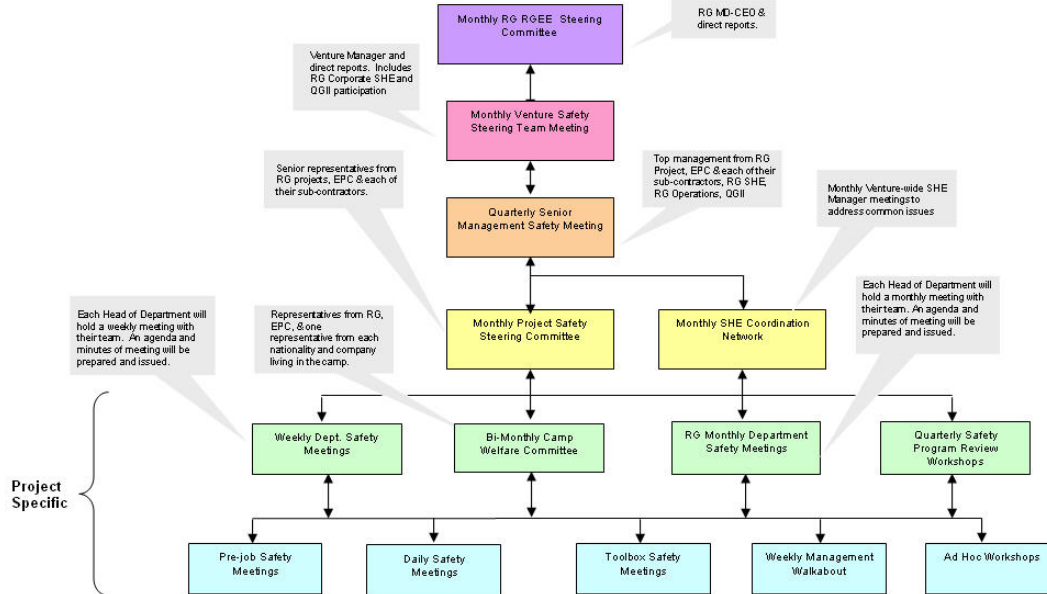 Monthly RG RGEE Steering
Committee
RG MD-CEO &
direct reports.
Venture Manager and
direct reports. Includes
RG Corporate SHE and
QGII participation
Monthly Venture Safety
Steering Team Meeting
Senior representatives from
RG projects, EPC & each of
their sub-contractors.
Top management from RG
Project, EPC & each of their
sub-contractors, RG SHE,
RG Operations, QGII
Quarterly Senior
Management Safety Meeting
Monthly Venture-wide SHE
Manager meetings to
address common issues
Each Head of Department will
hold a weekly meeting with
their team. An agenda and
minutes of meeting will be
prepared and issued.
Representatives from RG,
EPC, & one
representative from each
nationality and company
living in the camp.
Monthly Project Safety
Steering Committee
Monthly SHE Coordination
Network
Each Head of Department will
hold a monthly meeting with
their team. An agenda and
minutes of meeting will be
prepared and issued.
Project
Specific
Weekly Dept. Safety
Meetings
Bi-Monthly Camp
Welfare Committee
RG Monthly Department
Safety Meetings
Quarterly Safety
Program Review
Workshops
Pre-job Safety
Meetings
Daily Safety
Meetings
Toolbox Safety
Meetings
Weekly Management
Walkabout
Ad Hoc Workshops